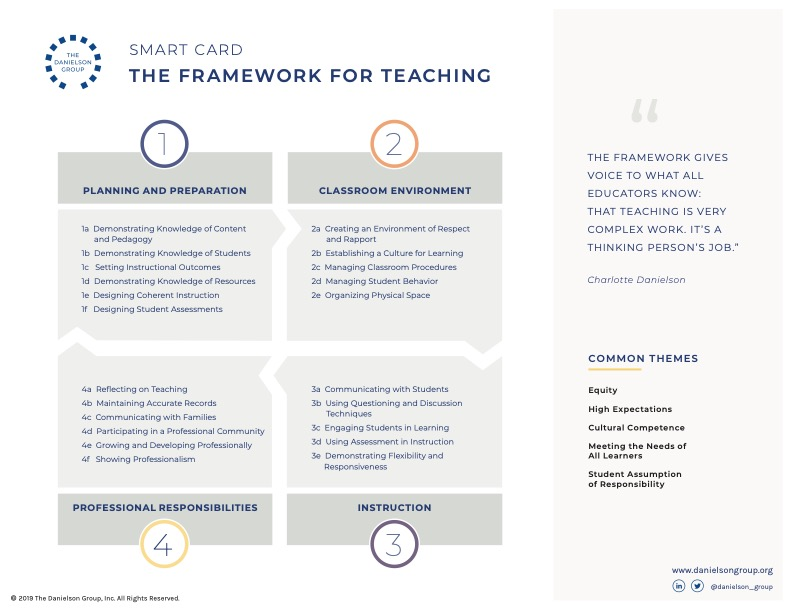 THE
DANIELSON
GROUP
SMART CARD
THE FRAMEWORK FOR TEACHING
1
PLANNING AND PREPARATION
1a Demonstrating Knowledge of Content
and Pedagogy
1b Demonstrating Knowledge of Students
1c Setting Instructional Outcomes
1d Demonstrating Knowledge of Resources
1e Designing Coherent Instruction
1f Designing Student Assessments
2
CLASSROOM ENVIRONMENT
2a Creating an Environment of Respect
and Rapport
2b Establishing a Culture for Learning
2c Managing Classroom Procedures
2d Managing Student Behavior
2e Organizing Physical Space
4a Reflecting on Teaching
4b Maintaining Accurate Records
4c Communicating with Families
4d Participating in a Professional Community
4e Growing and Developing Professionally
4f Showing Professionalism
PROFESSIONAL RESPONSIBILITIES
4
3a Communicating with Students
3b Using Questioning and Discussion
Techniques
3c Engaging Students in Learning
3d Using Assessment in Instruction
3e Demonstrating Flexibility and
Responsiveness
INSTRUCTION
3
“
THE FRAMEWORK GIVES
VOICE TO WHAT ALL
EDUCATORS KNOW:
THAT TEACHING IS VERY
COMPLEX WORK. IT’S A
THINKING PERSON’S JOB.”
Charlotte Danielson
COMMON THEMES
Equity
High Expectations
Cultural Competence
Meeting the Needs of
All Learners
Student Assumption
of Responsibility
www.danielsongroup.org
in @danielson_group
© 2019 The Danielson Group, Inc. All Rights Reserved.